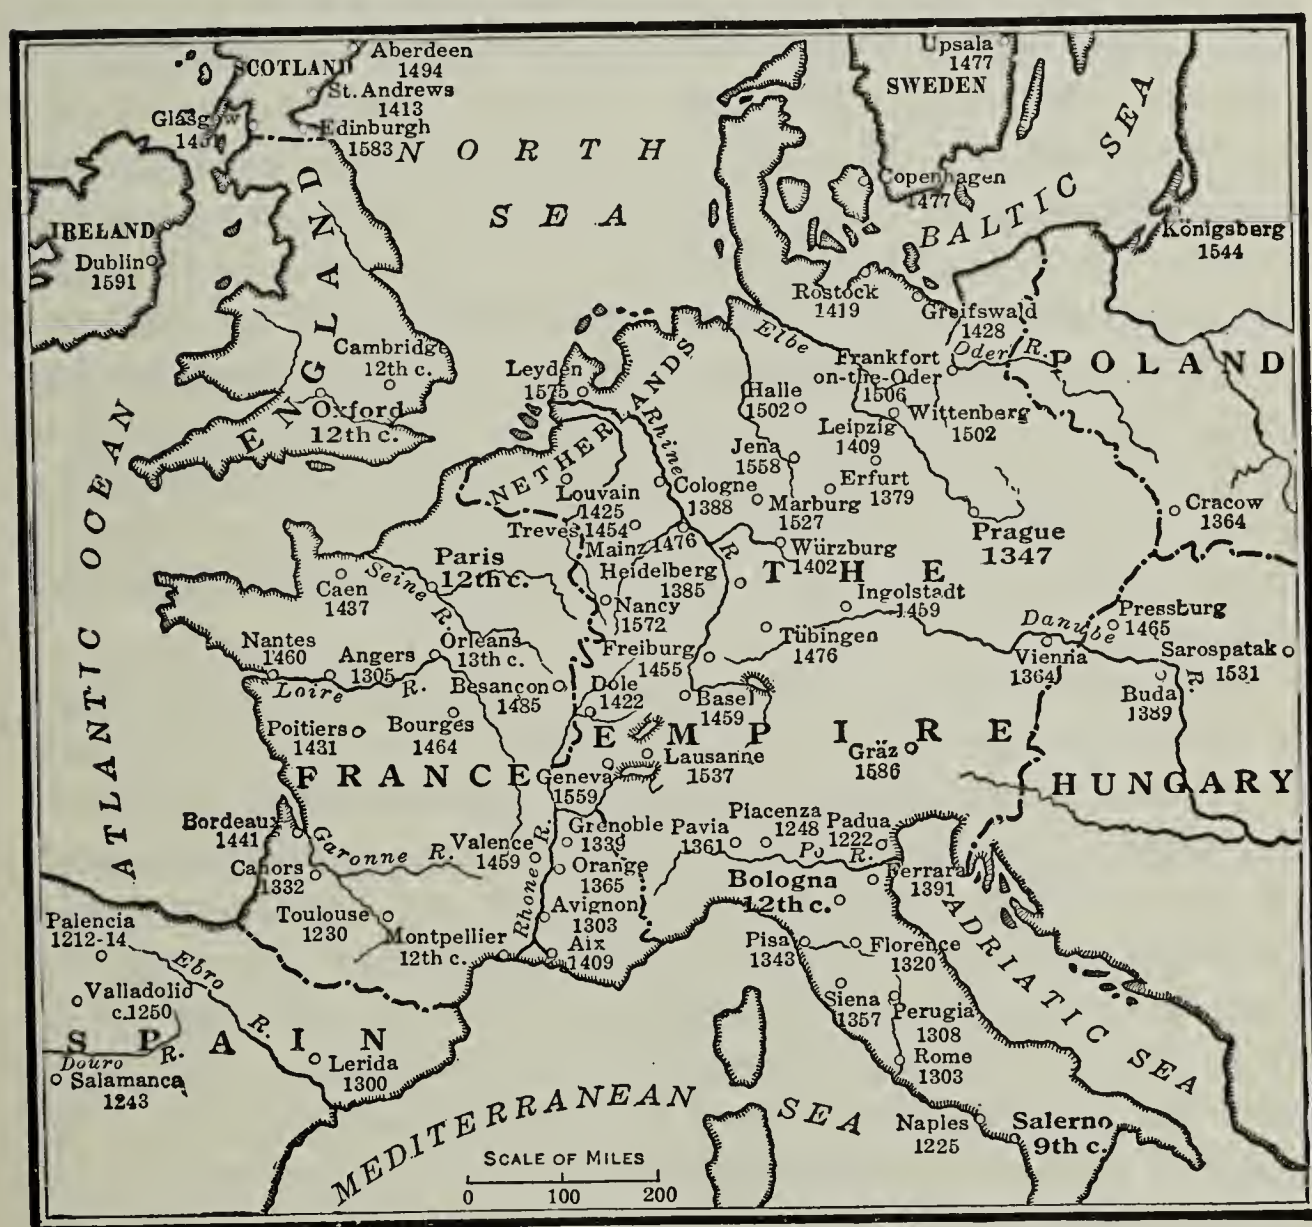 Aberdeen
1494
SCOTLAND
St. Andrews
1413
Glasgow
Edinburgh
1583
Upsala
1477
SWEDEN
NORTH
SEA
BALTIC SEA
Copenhagen
1477
IRELAND
Dublin
1591
Königsberg
1544
ENGLAND
Rostock
1419
Greifswald
1428
Elbe
Cambridge
12th c.
Oxford
12th c.
Leyden
1575
NETHERLANDS
Rhine
R.
Frankfort
on-the-Oder
1506
Oder R.
POLAND
Halle
1502
Wittenberg
1502
Leipzig
1409
Jena
1558
Erfurt
1379
Louvain
1425
Cologne
1388
Marburg
1527
Cracow
1364
Treves 1454
Mainz 1476
Prague
1347
ATLANTIC OCEAN
Paris
12th c.
Seine R.
Caen
1437
Heidelberg
1385
Würzburg
1402
THE
EMPIRE
Ingolstadt
1459
Nancy
1572
Danube
R.
Pressburg
1465
Nantes
1460
Angers
1305
Loire R.
Orleans
13th c.
Freiburg
1455
Tübingen
1476
Vienna
1364
Sarospatak
1531
Besançon
1485
Dole
1422
Basel
1459
Buda
1389
Poitiers
1431
Bourges
1464
FRANCE
Geneva
1559
Lausanne
1537
Gräz
1586
HUNGARY
Bordeaux
1441
Garonne R.
Valence
1459
Rhone R.
Grenoble
1339
Pavia
1361
Piacenza
1248
Padua
1222
Po R.
Cahors
1332
Orange
1365
Bologna
12th c.
Ferrara
1391
Palencia
1212-14
Toulouse
1230
Avignon
1303
Montpellier
12th c.
Aix
1409
Pisa
1343
Florence
1320
ADRIATIC SEA
Ebro R.
Valladolid
c.1250
Siena
1357
Perugia
1308
SPAIN
Douro R.
Lerida
1300
Rome
1303
Salamanca
1243
MEDITERRANEAN SEA
Naples
1225
Salerno
9th c.
SCALE OF MILES
0 100 200